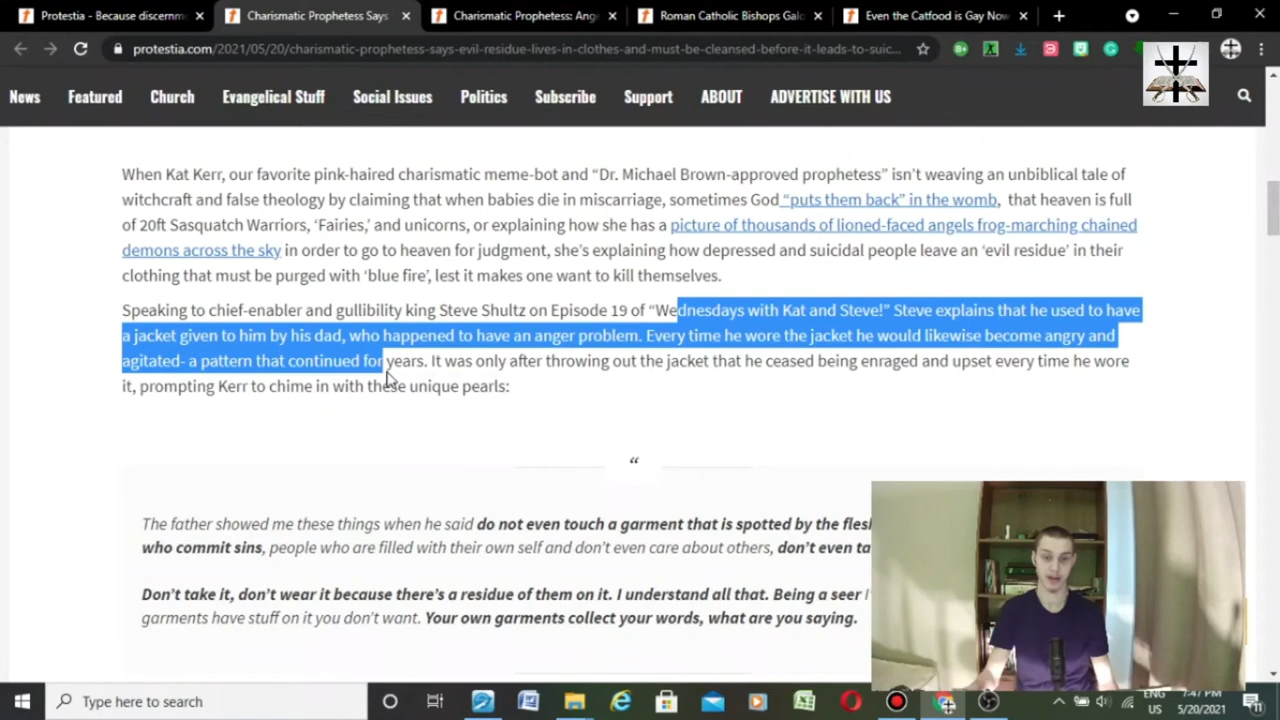 Protestia - Because discernm
Charismatic Prophetess Says
Charismatic Prophetess: Ang
Roman Catholic Bishops Galo
Even the Catfood is Gay Now
protestia.com/2021/05/20/charismatic-prophetess-says-evil-residue-lives-in-clothes-and-must-be-cleansed-before-it-leads-to-suic...
News Featured Church Evangelical Stuff Social Issues Politics Subscribe Support ABOUT ADVERTISE WITH US
When Kat Kerr, our favorite pink-haired charismatic meme-bot and “Dr. Michael Brown-approved prophetess” isn’t weaving an unbiblical tale of
witchcraft and false theology by claiming that when babies die in miscarriage, sometimes God “puts them back” in the womb, that heaven is full
of 20ft Sasquatch Warriors, ‘Fairies,’ and unicorns, or explaining how she has a picture of thousands of lioned-faced angels frog-marching chained
demons across the sky in order to go to heaven for judgment, she’s explaining how depressed and suicidal people leave an ‘evil residue’ in their
clothing that must be purged with ‘blue fire’, lest it makes one want to kill themselves.
Speaking to chief-enabler and gullibility king Steve Shultz on Episode 19 of “Wednesdays with Kat and Steve!” Steve explains that he used to have
a jacket given to him by his dad, who happened to have an anger problem. Every time he wore the jacket he would likewise become angry and
agitated- a pattern that continued for years. It was only after throwing out the jacket that he ceased being enraged and upset every time he wore
it, prompting Kerr to chime in with these unique pearls:
“
The father showed me these things when he said do not even touch a garment that is spotted by the fles
who commit sins, people who are filled with their own self and don’t even care about others, don’t even ta
Don’t take it, don’t wear it because there’s a residue of them on it. I understand all that. Being a seer
garments have stuff on it you don’t want. Your own garments collect your words, what are you saying.
Type here to search
ENG
US
7:47 PM
5/20/2021